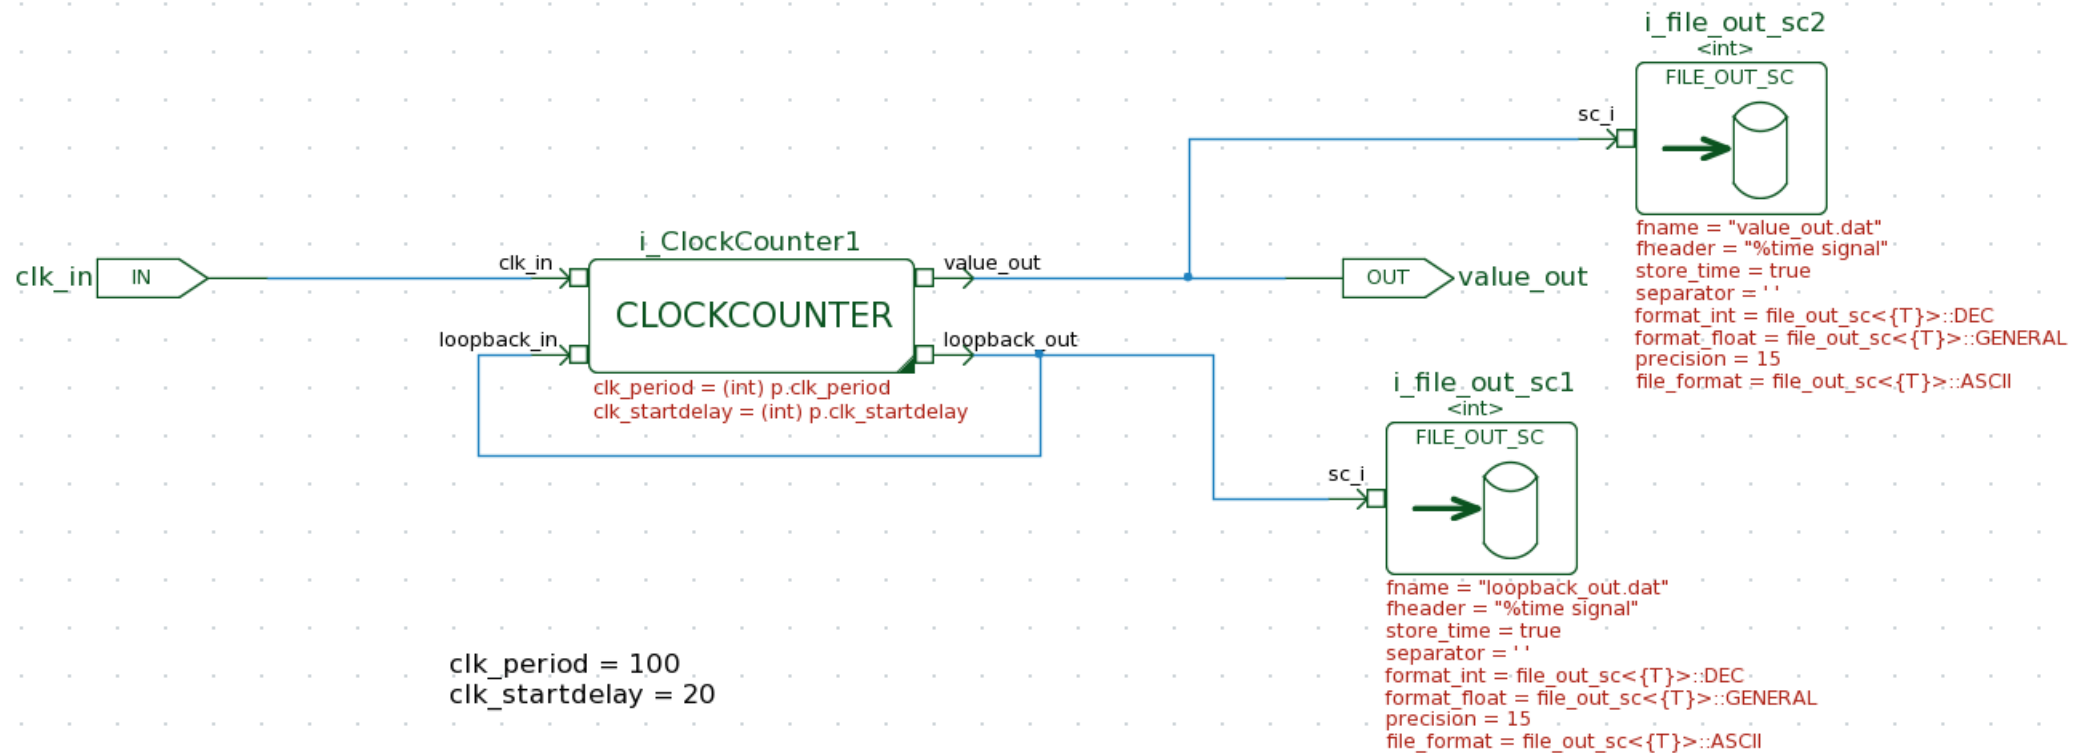 i_file_out_sc2
<int>
FILE_OUT_SC
sc_i
fname = "value_out.dat"
fheader = "%time signal"
store_time = true
separator = ' '
format_int = file_out_sc<{T}>::DEC
format_float = file_out_sc<{T}>::GENERAL
precision = 15
file_format = file_out_sc<{T}>::ASCII
clk_in
IN
i_ClockCounter1
clk_in
value_out
CLOCKCOUNTER
loopback_in
loopback_out
clk_period = (int) p.clk_period
clk_startdelay = (int) p.clk_startdelay
OUT
value_out
i_file_out_sc1
<int>
FILE_OUT_SC
sc_i
fname = "loopback_out.dat"
fheader = "%time signal"
store_time = true
separator = ' '
format_int = file_out_sc<{T}>::DEC
format_float = file_out_sc<{T}>::GENERAL
precision = 15
file_format = file_out_sc<{T}>::ASCII
clk_period = 100
clk_startdelay = 20